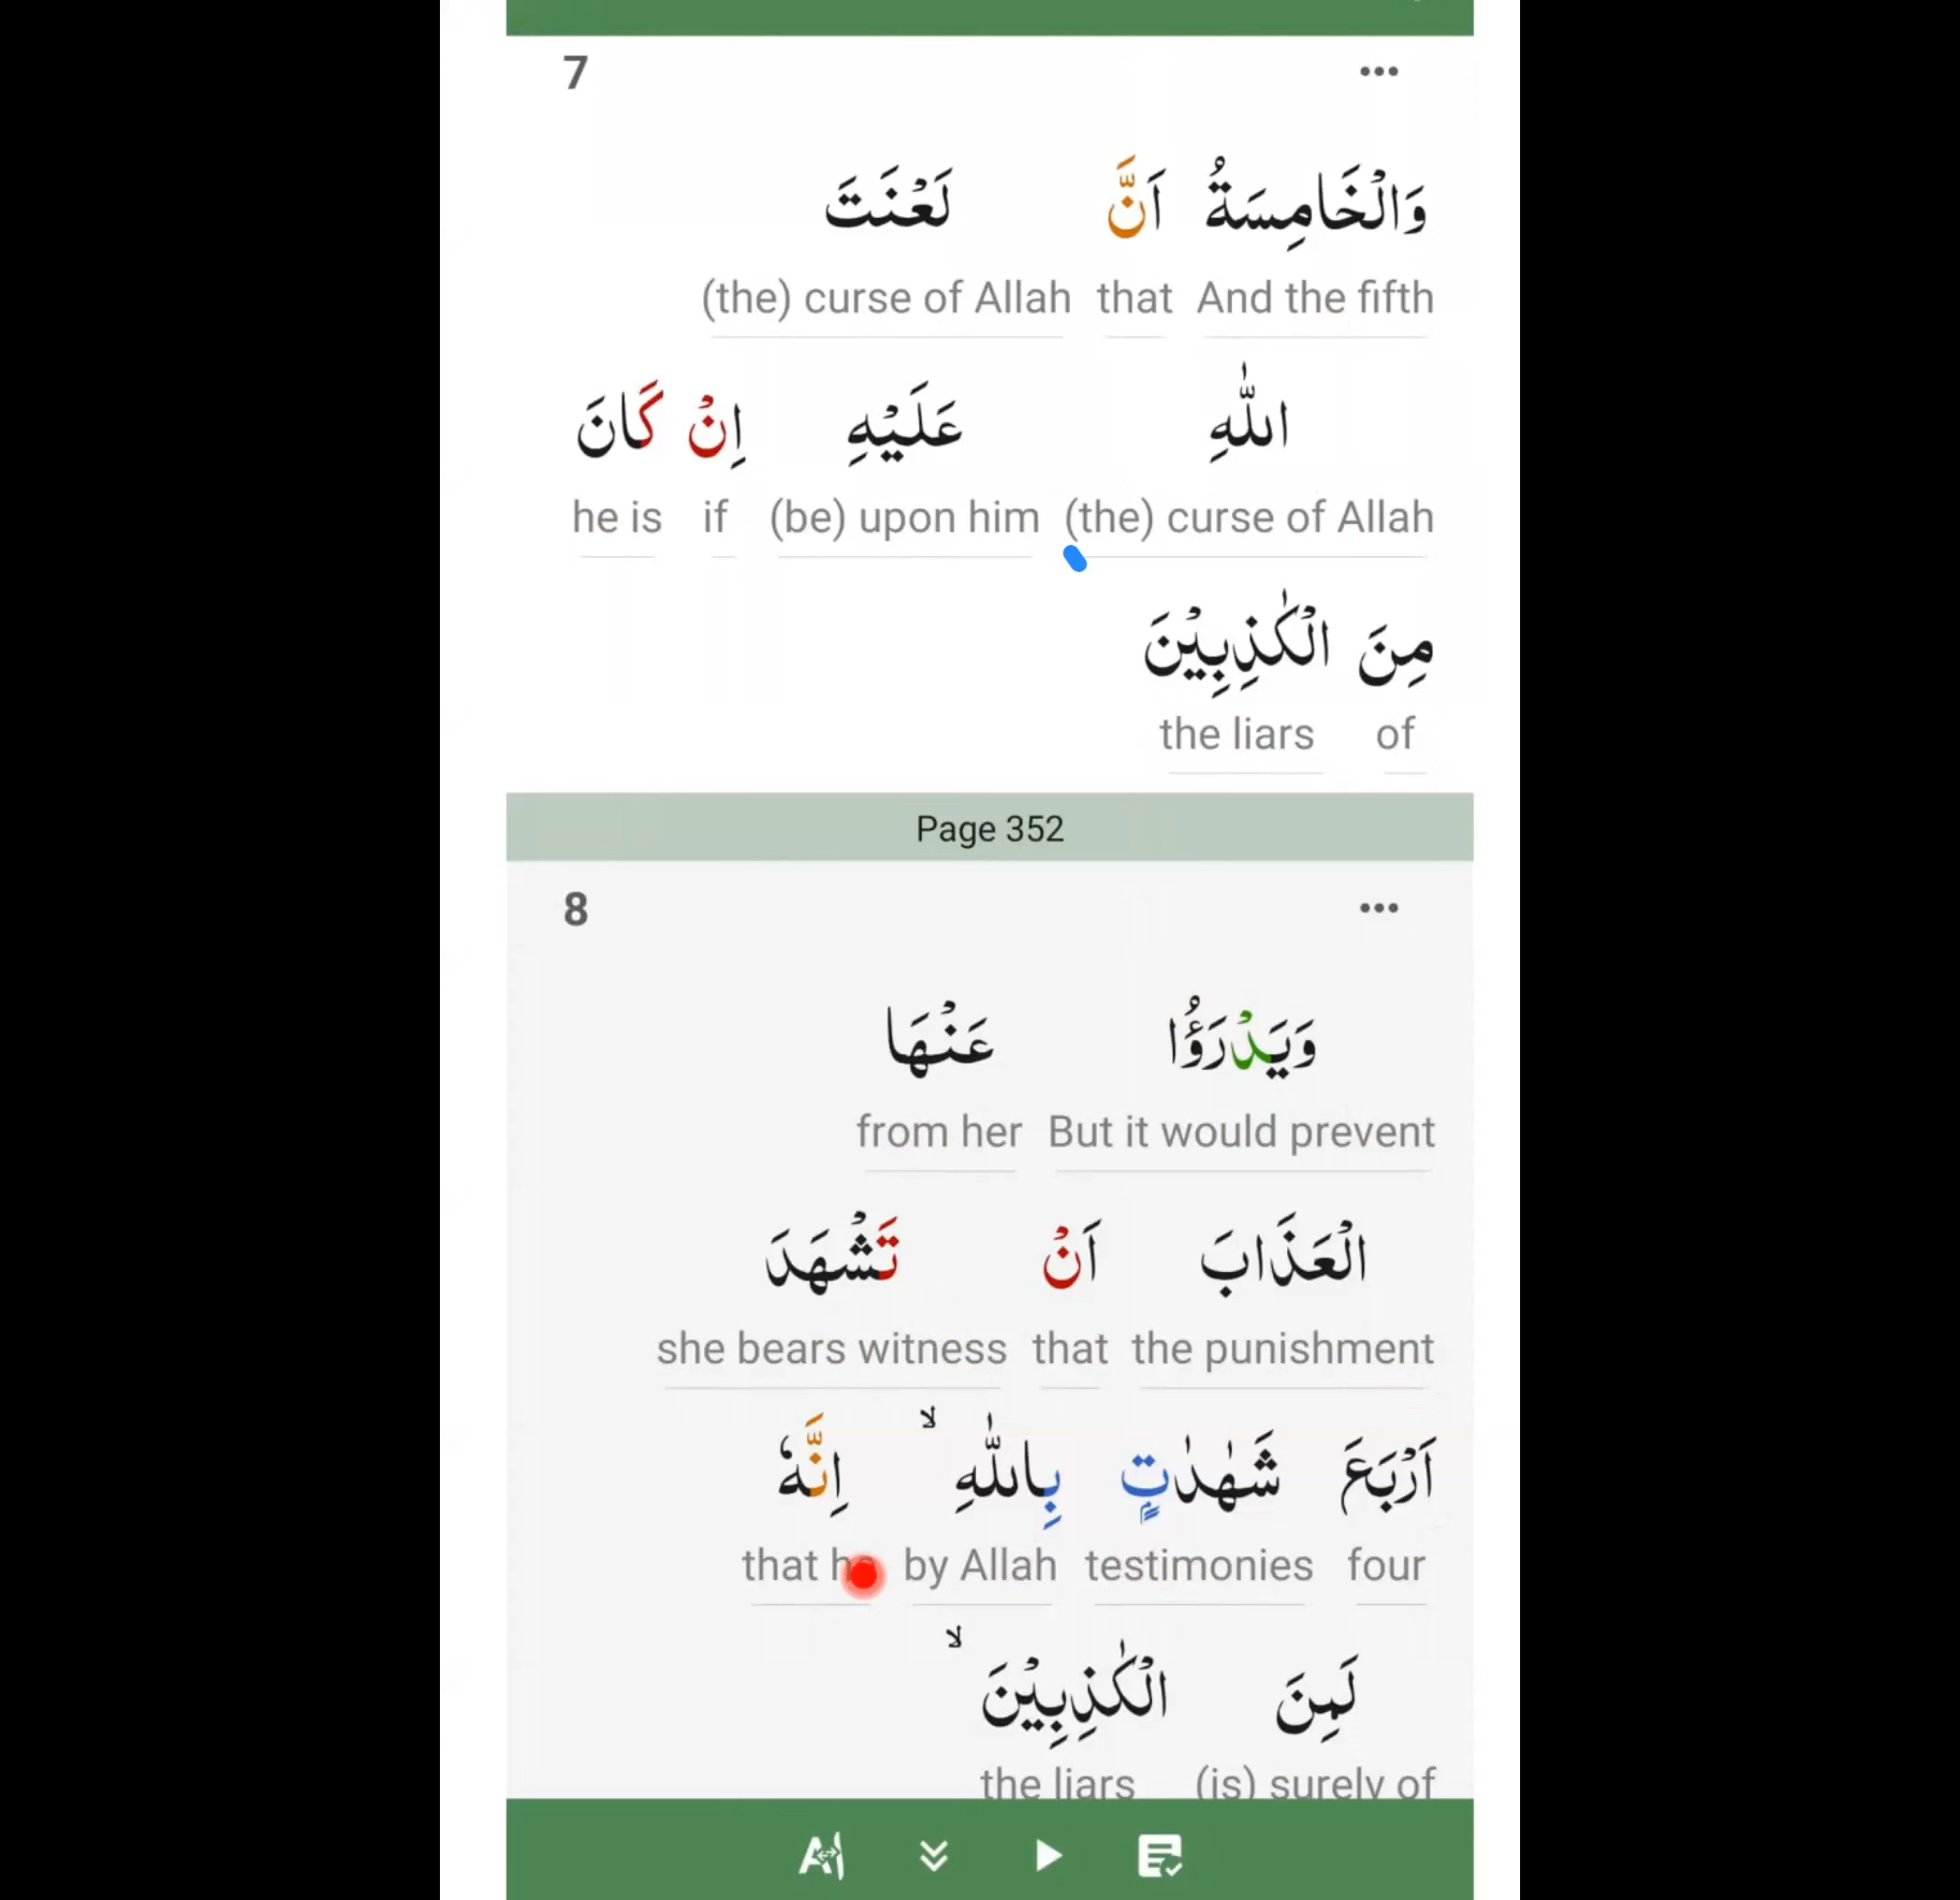 7
وَالْخَامِسَةُ اَنَّ لَعْنَتَ
And the fifth that (the) curse of Allah
اللّٰهِ عَلَيْهِ اِنْ كَانَ
(the) curse of Allah (be) upon him if he is
مِنَ الْكٰذِبِيْنَ
of the liars
Page 352
8
وَيَدْرَؤُا عَنْهَا
But it would prevent from her
الْعَذَابَ اَنْ تَشْهَدَ
the punishment that she bears witness
اَرْبَعَ شَهٰدٰتٍۭ بِاللّٰهِ ۙ اِنَّهٗ
four testimonies by Allah that he
لَمِنَ الْكٰذِبِيْنَ ۙ
(is) surely of the liars